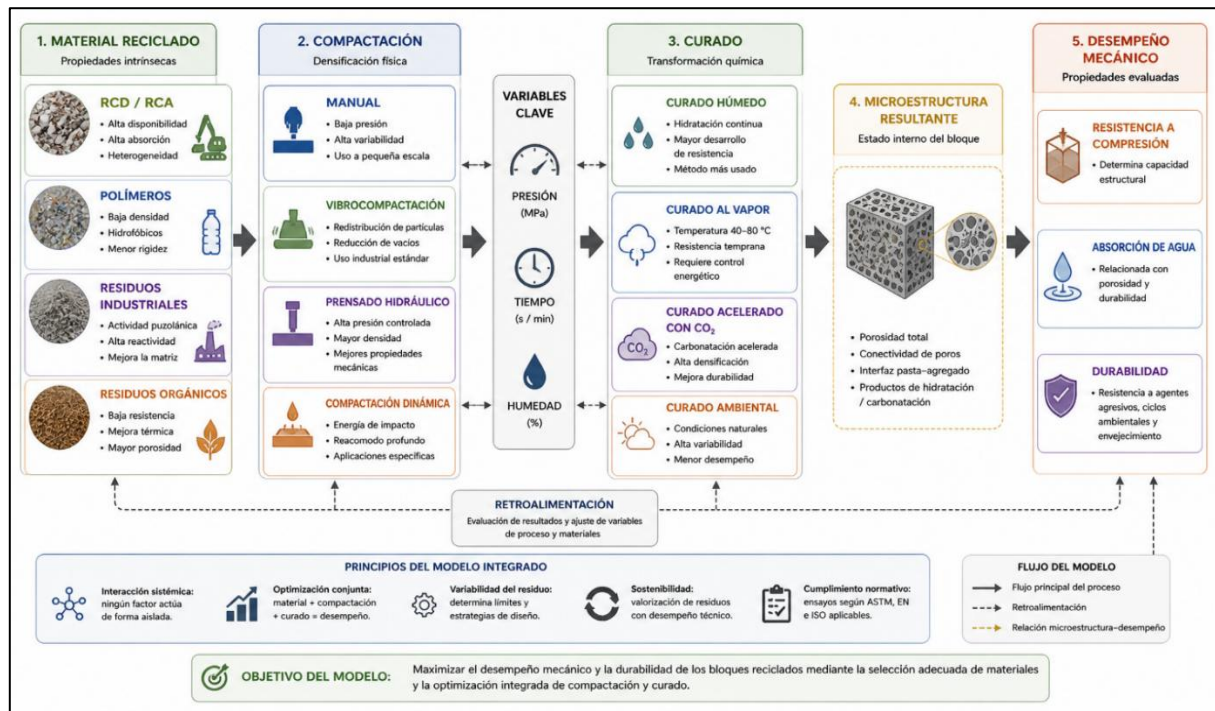 1. MATERIAL RECICLADO
Propiedades intrínsecas
RCD / RCA
• Alta disponibilidad
• Alta absorción
• Heterogeneidad
POLÍMEROS
• Baja densidad
• Hidrofóbicos
• Menor rigidez
RESIDUOS
INDUSTRIALES
• Actividad puzolánica
• Alta reactividad
• Mejora la matriz
RESIDUOS ORGÁNICOS
• Baja resistencia
• Mejora térmica
• Mayor porosidad
2. COMPACTACIÓN
Densificación física
MANUAL
• Baja presión
• Alta variabilidad
• Uso a pequeña escala
VIBROCOMPACTACIÓN
• Redistribución de partículas
• Reducción de vacíos
• Uso industrial estándar
PRENSADO HIDRÁULICO
• Alta presión controlada
• Mayor densidad
• Mejores propiedades
mecánicas
COMPACTACIÓN DINÁMICA
• Energía de impacto
• Reacomodo profundo
• Aplicaciones específicas
VARIABLES
CLAVE
PRESIÓN
(MPa)
TIEMPO
(s / min)
HUMEDAD
(%)
3. CURADO
Transformación química
CURADO HÚMEDO
• Hidratación continua
• Mayor desarrollo
de resistencia
• Método más usado
CURADO AL VAPOR
• Temperatura 40–80 °C
• Resistencia temprana
• Requiere control
energético
CURADO ACELERADO
CON CO₂
CO₂
• Carbonatación acelerada
• Alta densificación
• Mejora durabilidad
CURADO AMBIENTAL
• Condiciones naturales
• Alta variabilidad
• Menor desempeño
4. MICROESTRUCTURA
RESULTANTE
Estado interno del bloque
• Porosidad total
• Conectividad de poros
• Interfaz pasta–agregado
• Productos de hidratación
/ carbonatación
5. DESEMPEÑO
MECÁNICO
Propiedades evaluadas
RESISTENCIA A
COMPRESIÓN
• Determina capacidad
estructural
ABSORCIÓN DE AGUA
• Relacionada con
porosidad y
durabilidad
DURABILIDAD
• Resistencia a agentes
agresivos, ciclos
ambientales y
envejecimiento
RETROALIMENTACIÓN
Evaluación de resultados y ajuste de variables
de proceso y materiales
PRINCIPIOS DEL MODELO INTEGRADO
Interacción sistémica:
ningún factor actúa
de forma aislada.
Optimización conjunta:
material + compactación
+ curado = desempeño.
Variabilidad del residuo:
determina límites y
estrategias de diseño.
Sostenibilidad:
valorización de residuos
con desempeño técnico.
Cumplimiento normativo:
ensayos según ASTM, EN
e ISO aplicables.
FLUJO DEL MODELO
Flujo principal del proceso
Retroalimentación
Relación microestructura–desempeño
OBJETIVO DEL MODELO:
Maximizar el desempeño mecánico y la durabilidad de los bloques reciclados mediante la selección adecuada de materiales
y la optimización integrada de compactación y curado.